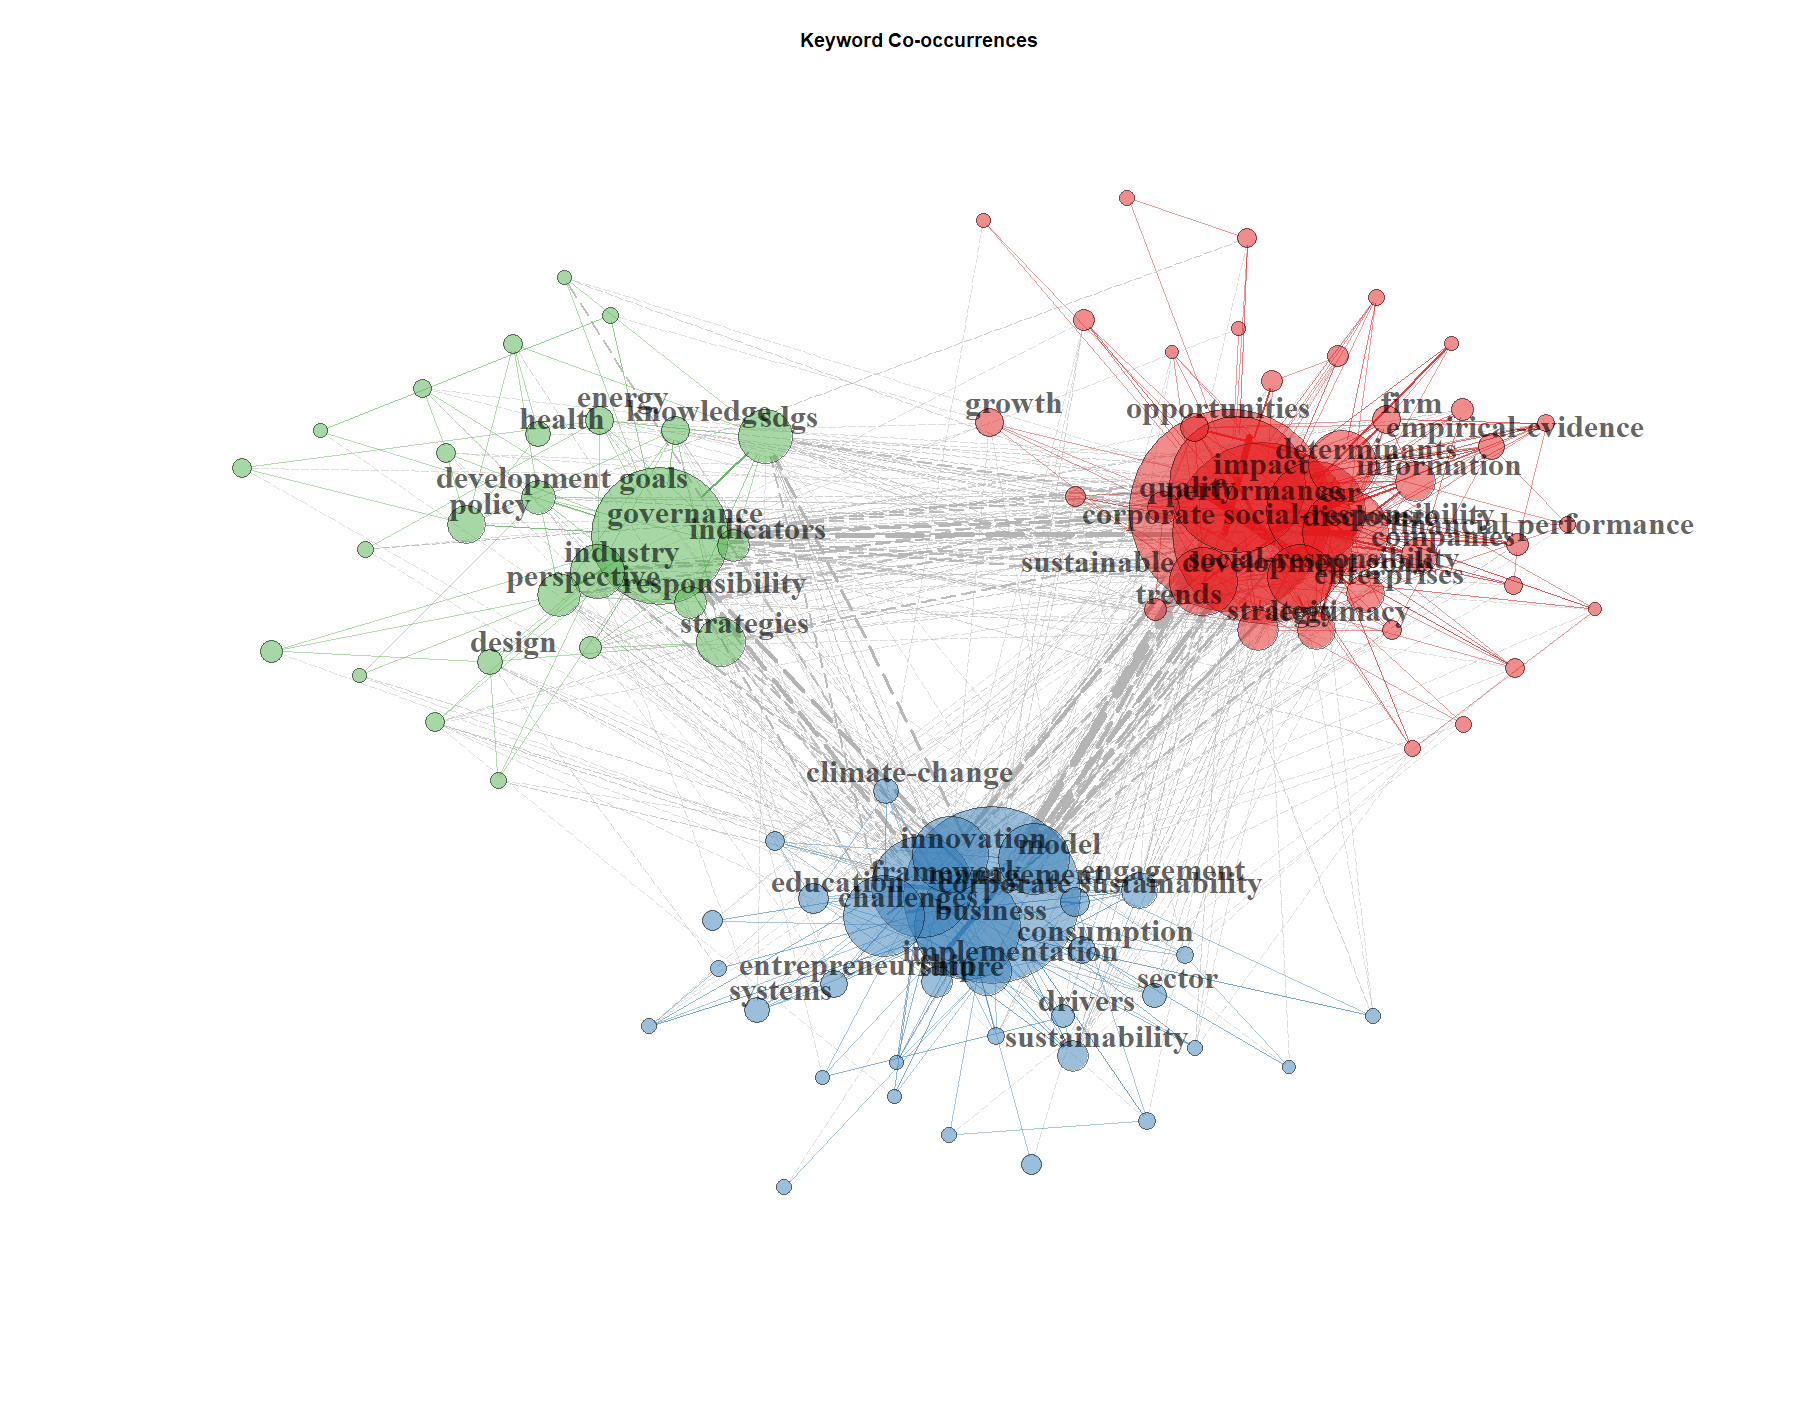 Keyword Co-occurrences
energy
knowledge
health
sdgs
development goals
policy
governance
indicators
industry
perspective
responsibility
strategies
design
growth
opportunities
firm
empirical-evidence
determinants
impact
information
quality
performance
csr
corporate social-responsibility
disclosure
financial performance
companies
social-responsibility
sustainable development goals
enterprises
trends
strategy
legitimacy
climate-change
innovation
model
framework
management
engagement
education
corporate sustainability
challenges
business
consumption
implementation
entrepreneurship
future
systems
sector
drivers
sustainability